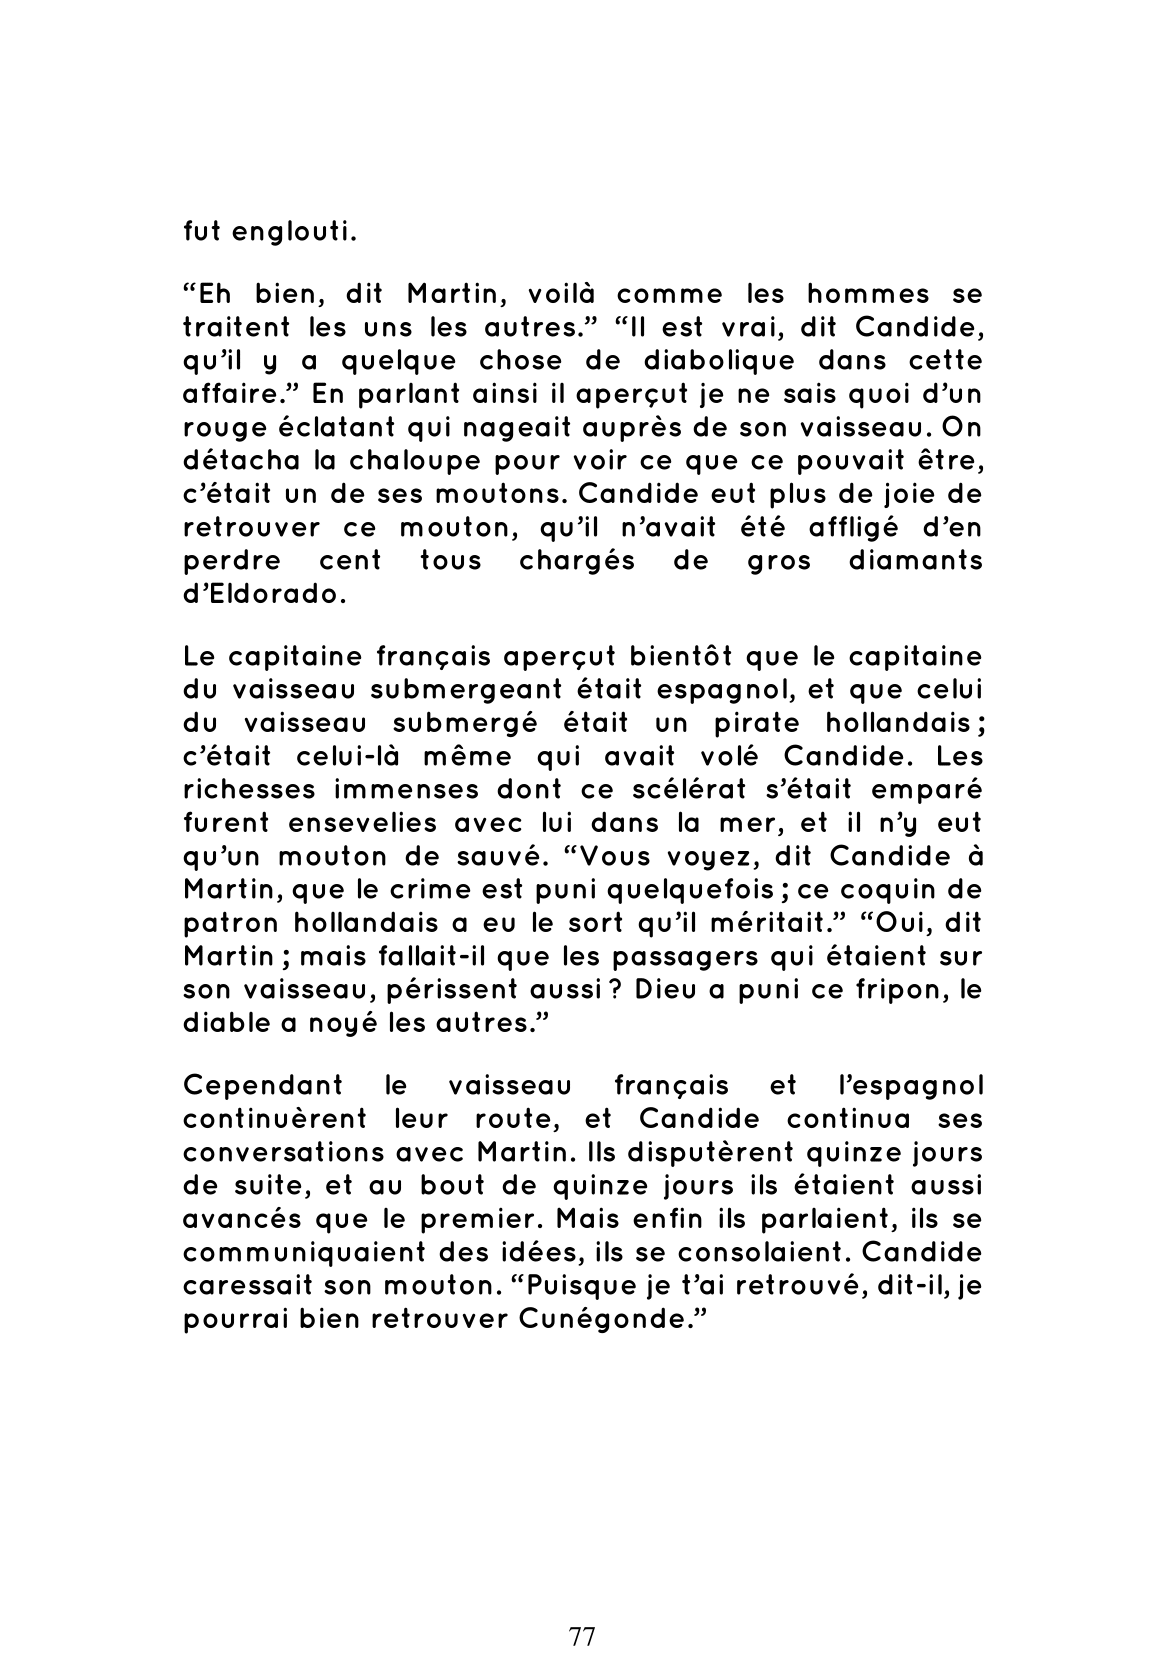 fut englouti.
“Eh bien, dit Martin, voilà comme les hommes se
traitent les uns les autres.” “Il est vrai, dit Candide,
qu’il y a quelque chose de diabolique dans cette
affaire.” En parlant ainsi il aperçut je ne sais quoi d’un
rouge éclatant qui nageait auprès de son vaisseau. On
détacha la chaloupe pour voir ce que ce pouvait être,
c’était un de ses moutons. Candide eut plus de joie de
retrouver ce mouton, qu’il n’avait été affligé d’en
perdre cent tous chargés de gros diamants
d’Eldorado.
Le capitaine français aperçut bientôt que le capitaine
du vaisseau submergeant était espagnol, et que celui
du vaisseau submergé était un pirate hollandais ;
c’était celui-là même qui avait volé Candide. Les
richesses immenses dont ce scélérat s’était emparé
furent ensevelies avec lui dans la mer, et il n’y eut
qu’un mouton de sauvé. “Vous voyez, dit Candide à
Martin, que le crime est puni quelquefois ; ce coquin de
patron hollandais a eu le sort qu’il méritait.” “Oui, dit
Martin ; mais fallait-il que les passagers qui étaient sur
son vaisseau, périssent aussi ? Dieu a puni ce fripon, le
diable a noyé les autres.”
Cependant le vaisseau français et l’espagnol
continuèrent leur route, et Candide continua ses
conversations avec Martin. Ils disputèrent quinze jours
de suite, et au bout de quinze jours ils étaient aussi
avancés que le premier. Mais enfin ils parlaient, ils se
communiquaient des idées, ils se consolaient. Candide
caressait son mouton. “Puisque je t’ai retrouvé, dit-il, je
pourrai bien retrouver Cunégonde.”
77